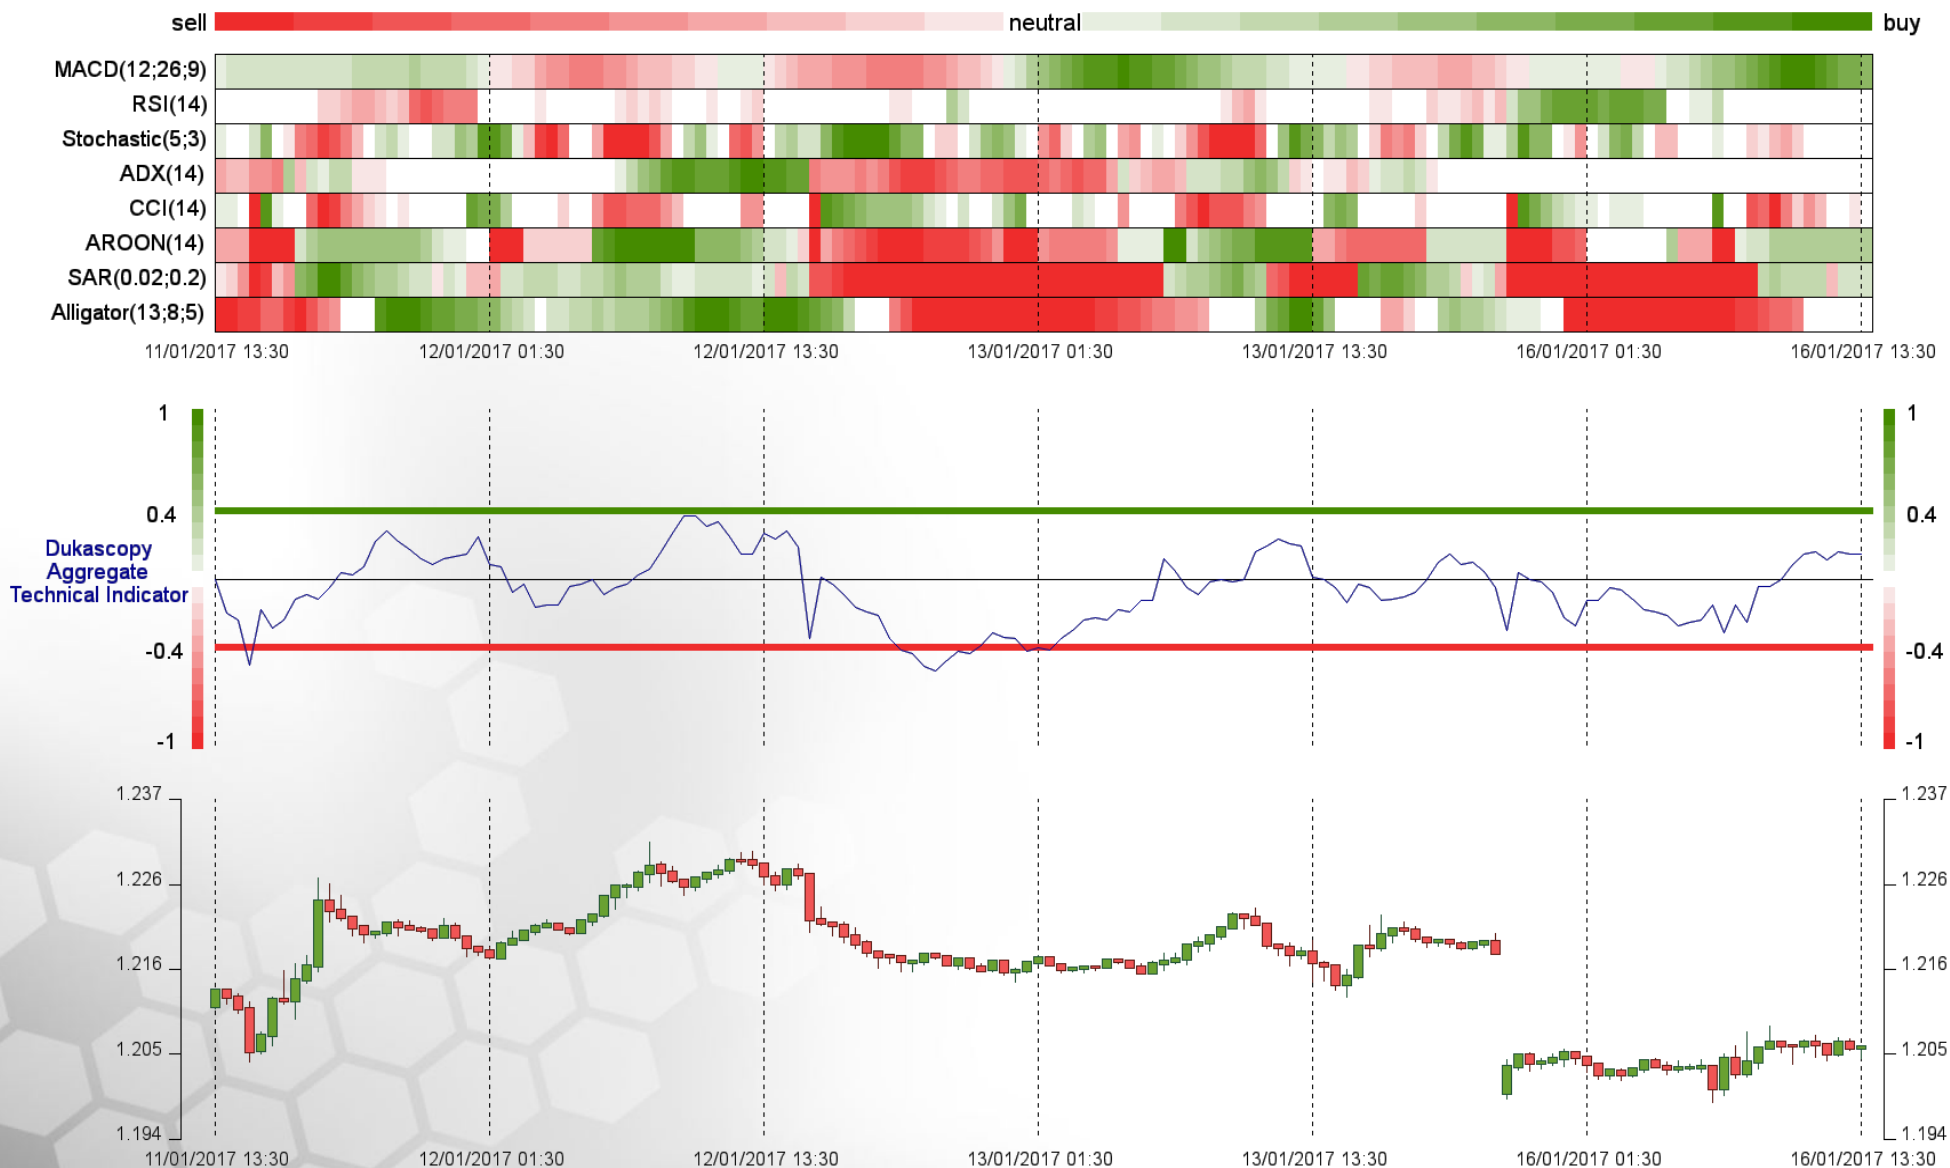 sell neutral buy
MACD(12;26;9)
RSI(14)
Stochastic(5;3)
ADX(14)
CCI(14)
AROON(14)
SAR(0.02;0.2)
Alligator(13;8;5)
11/01/2017 13:30 12/01/2017 01:30 12/01/2017 13:30 13/01/2017 01:30 13/01/2017 13:30 16/01/2017 01:30 16/01/2017 13:30
1 1
0.4 0.4
Dukascopy
Aggregate
Technical Indicator
-0.4 -0.4
-1 -1
1.237 1.237
1.226 1.226
1.216 1.216
1.205 1.205
1.194 1.194
11/01/2017 13:30 12/01/2017 01:30 12/01/2017 13:30 13/01/2017 01:30 13/01/2017 13:30 16/01/2017 01:30 16/01/2017 13:30